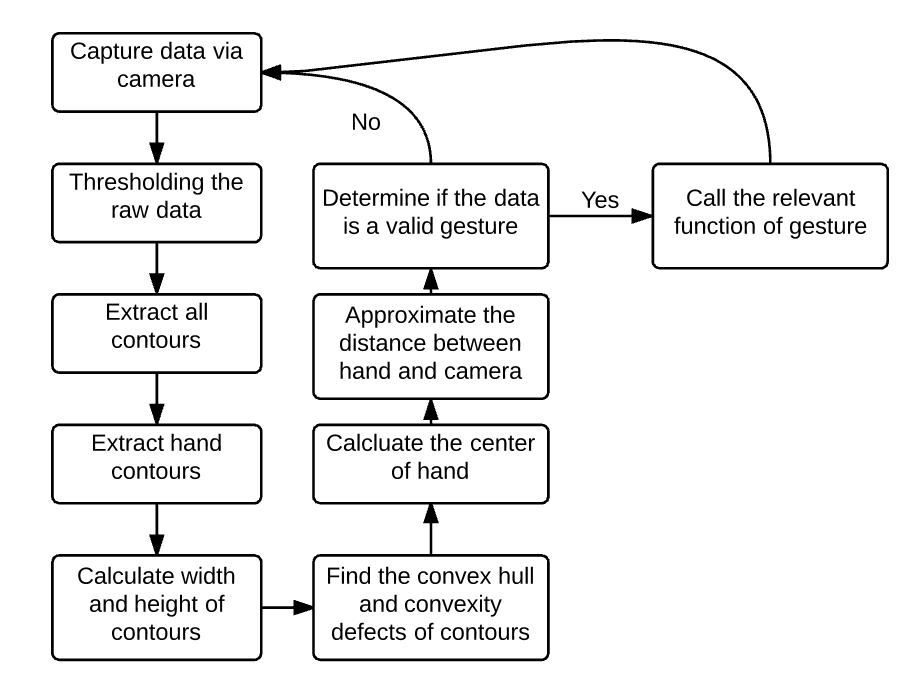 Capture data via
camera
Thresholding the
raw data
Extract all
contours
Extract hand
contours
Calculate width
and height of
contours
Find the convex hull
and convexity
defects of contours
Calcluate the center
of hand
Approximate the
distance between
hand and camera
Determine if the data
is a valid gesture
No
Yes
Call the relevant
function of gesture